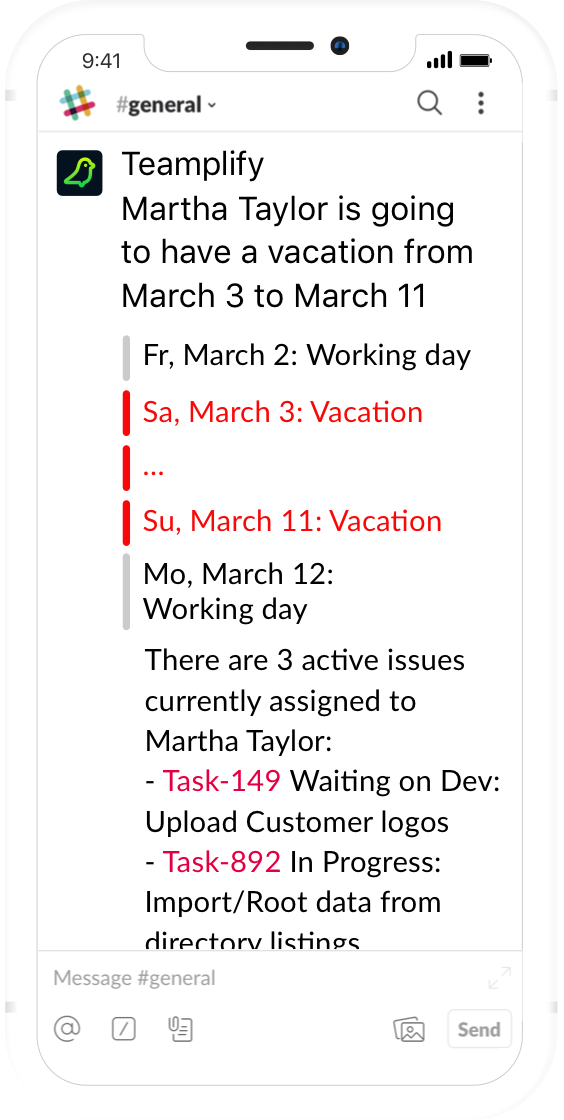 9:41
#general
Teamplify
Martha Taylor is going
to have a vacation from
March 3 to March 11
Fr, March 2: Working day
Sa, March 3: Vacation
...
Su, March 11: Vacation
Mo, March 12:
Working day
There are 3 active issues
currently assigned to
Martha Taylor:
- Task-149 Waiting on Dev:
Upload Customer logos
- Task-892 In Progress:
Import/Root data from
directory listings
Message #general
Send